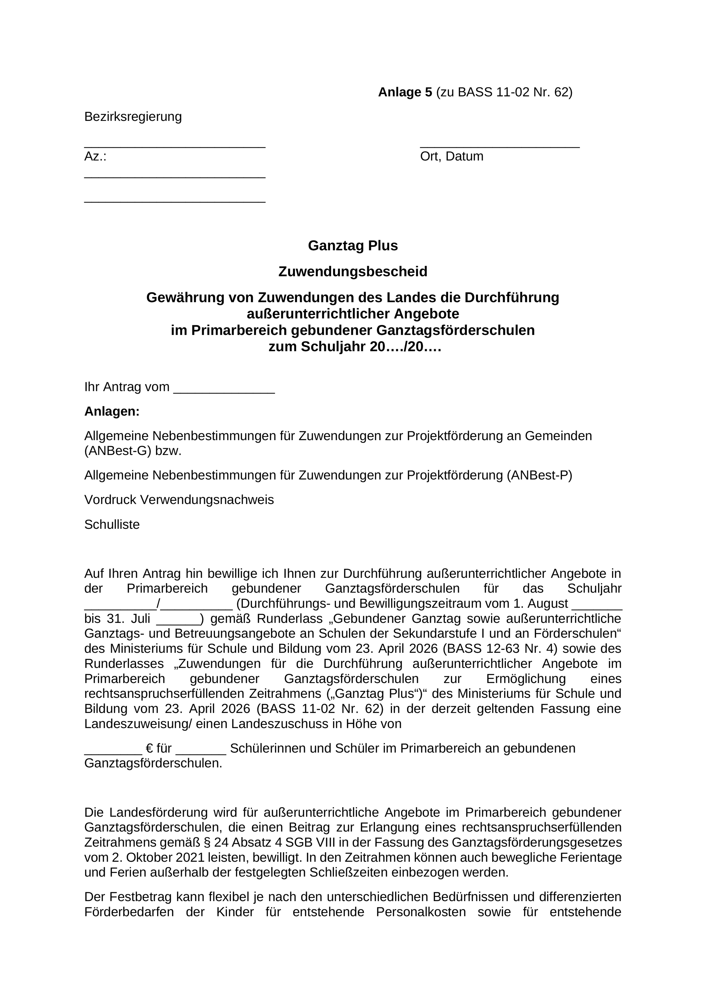 Anlage 5 (zu BASS 11-02 Nr. 62)
Bezirksregierung
_________________________ ______________________
Az.: Ort, Datum
_________________________
_________________________
Ganztag Plus
Zuwendungsbescheid
Gewährung von Zuwendungen des Landes die Durchführung
außerunterrichtlicher Angebote
im Primarbereich gebundener Ganztagsförderschulen
zum Schuljahr 20…./20….
Ihr Antrag vom ______________
Anlagen:
Allgemeine Nebenbestimmungen für Zuwendungen zur Projektförderung an Gemeinden
(ANBest-G) bzw.
Allgemeine Nebenbestimmungen für Zuwendungen zur Projektförderung (ANBest-P)
Vordruck Verwendungsnachweis
Schulliste
Auf Ihren Antrag hin bewillige ich Ihnen zur Durchführung außerunterrichtlicher Angebote in
der Primarbereich gebundener Ganztagsförderschulen für das Schuljahr
__________/__________ (Durchführungs- und Bewilligungszeitraum vom 1. August _______
bis 31. Juli ______) gemäß Runderlass „Gebundener Ganztag sowie außerunterrichtliche
Ganztags- und Betreuungsangebote an Schulen der Sekundarstufe I und an Förderschulen“
des Ministeriums für Schule und Bildung vom 23. April 2026 (BASS 12-63 Nr. 4) sowie des
Runderlasses „Zuwendungen für die Durchführung außerunterrichtlicher Angebote im
Primarbereich gebundener Ganztagsförderschulen zur Ermöglichung eines
rechtsanspruchserfüllenden Zeitrahmens („Ganztag Plus“)“ des Ministeriums für Schule und
Bildung vom 23. April 2026 (BASS 11-02 Nr. 62) in der derzeit geltenden Fassung eine
Landeszuweisung/ einen Landeszuschuss in Höhe von
________ € für _______ Schülerinnen und Schüler im Primarbereich an gebundenen
Ganztagsförderschulen.
Die Landesförderung wird für außerunterrichtliche Angebote im Primarbereich gebundener
Ganztagsförderschulen, die einen Beitrag zur Erlangung eines rechtsanspruchserfüllenden
Zeitrahmens gemäß § 24 Absatz 4 SGB VIII in der Fassung des Ganztagsförderungsgesetzes
vom 2. Oktober 2021 leisten, bewilligt. In den Zeitrahmen können auch bewegliche Ferientage
und Ferien außerhalb der festgelegten Schließzeiten einbezogen werden.
Der Festbetrag kann flexibel je nach den unterschiedlichen Bedürfnissen und differenzierten
Förderbedarfen der Kinder für entstehende Personalkosten sowie für entstehende